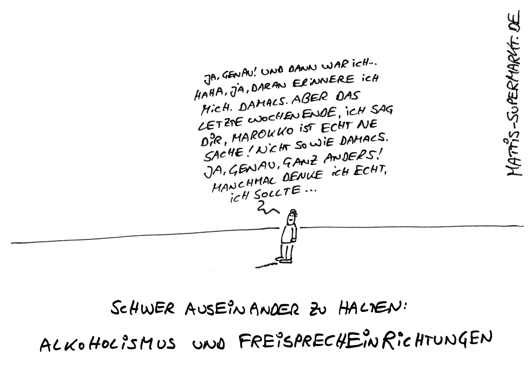 JA, GENAU! UND DANN WAR ICH...
HAHA, JA, DARAN ERINNERE ICH
MICH. DAMALS. ABER DAS
LETZTE WOCHENENDE, ICH SAG
DIR, MAROKKO IST ECHT NE
SACHE! NICHT SO WIE DAMALS.
JA, GENAU, GANZ ANDERS!
MANCHMAL DENKE ICH ECHT,
ICH SOLLTE ...
SCHWER AUSEINANDER ZU HALTEN:
ALKOHOLISMUS UND FREISPRECHEINRICHTUNGEN
MATTIS-SUPERMARKT.DE